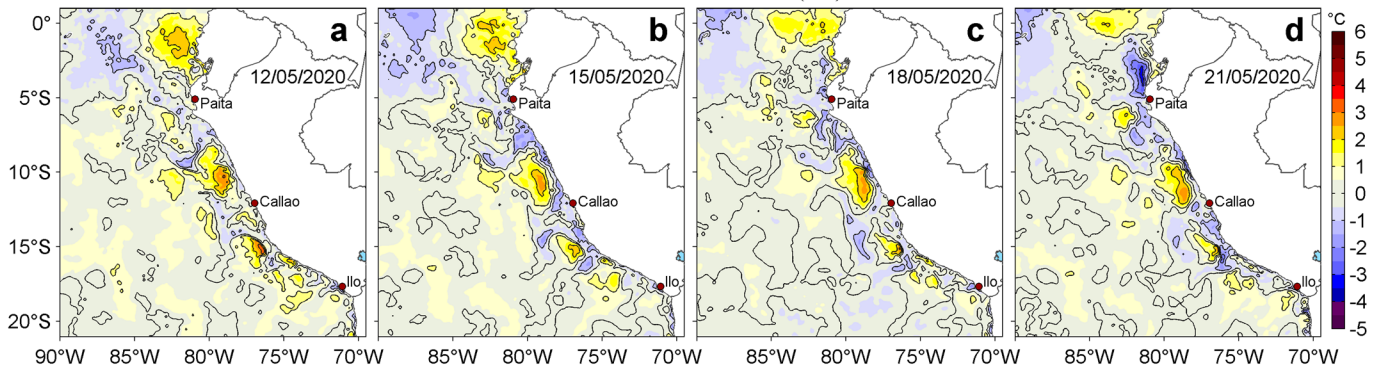 a
b
c
d
°C
12/05/2020
15/05/2020
18/05/2020
21/05/2020
Paita
Paita
Paita
Paita
Callao
Callao
Callao
Callao
Ilo
Ilo
Ilo
Ilo
0°
5°S
10°S
15°S
20°S
90°W 85°W 80°W 75°W 70°W
85°W 80°W 75°W 70°W
85°W 80°W 75°W 70°W
85°W 80°W 75°W 70°W
6
5
4
3
2
1
0
-1
-2
-3
-4
-5